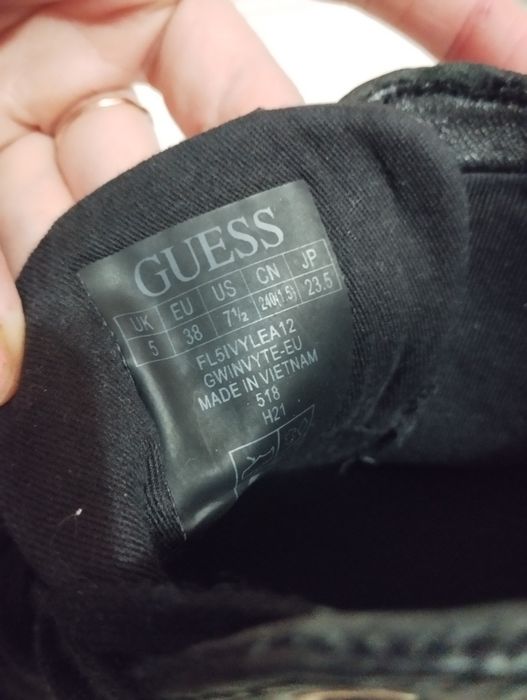 GUESS
UK EU US CN JP
5 38 7½ 240(1.5) 23.5
FL5IVYLEA12
GWINVYTE-EU
MADE IN VIETNAM
518
H21